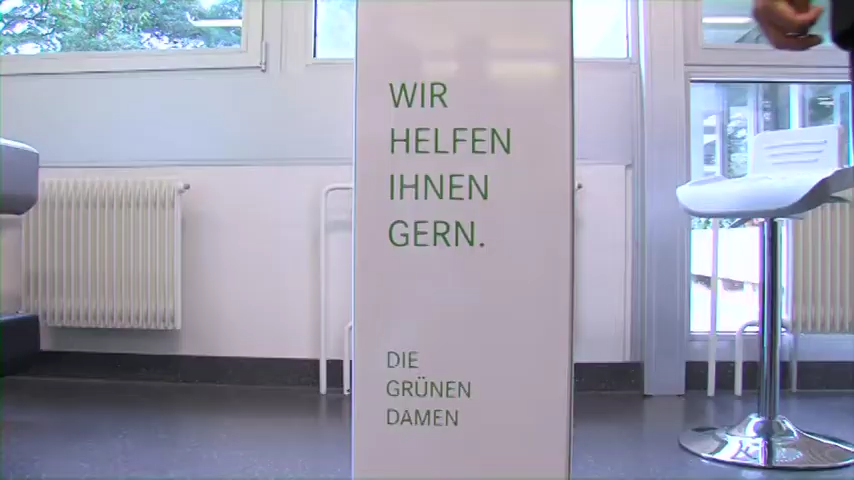 WIR
HELFEN
IHNEN
GERN.
DIE
GRÜNEN
DAMEN